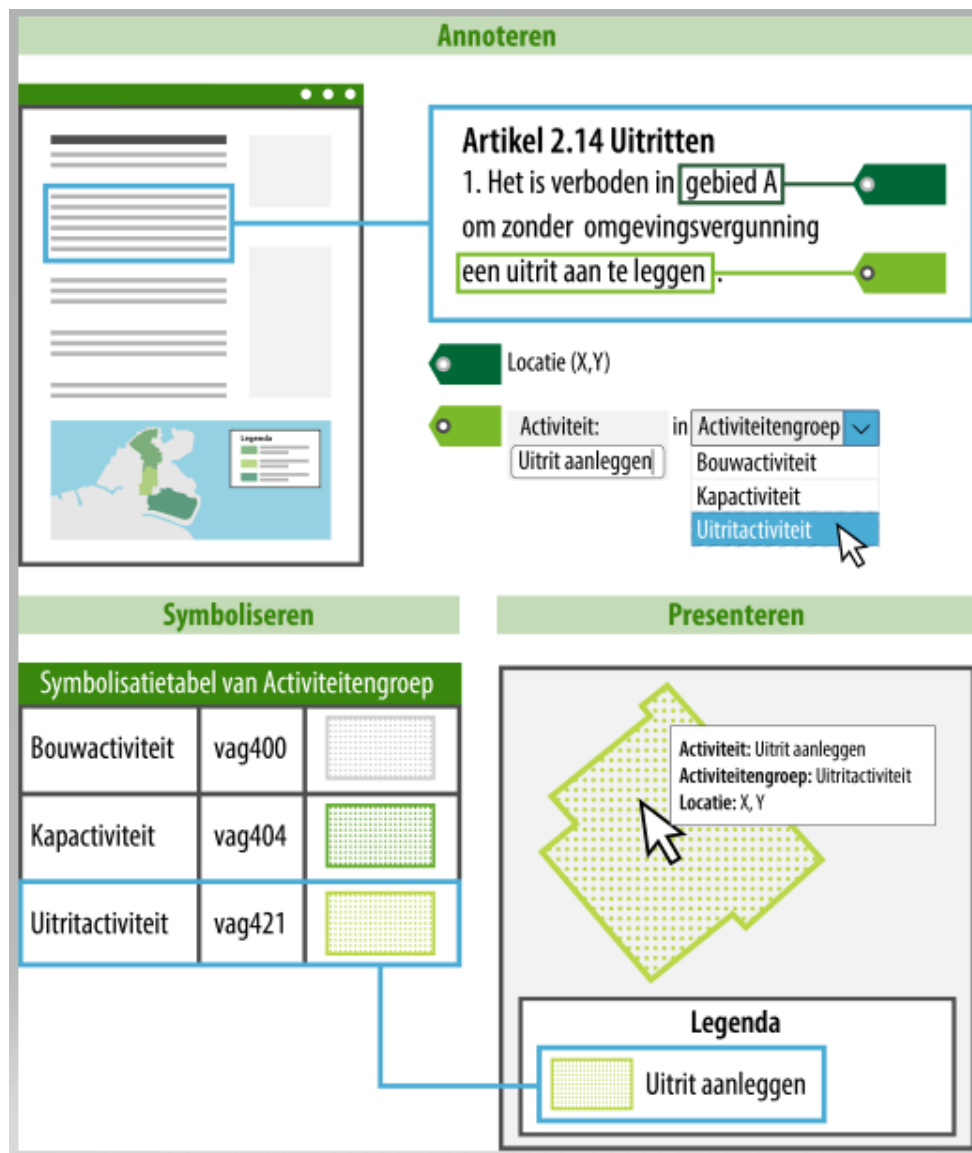 Annoteren
Legenda
Artikel 2.14 Uitritten
1. Het is verboden in gebied A
om zonder omgevingsvergunning
een uitrit aan te leggen .
Locatie (X,Y)
Activiteit: in Activiteitengroep
Uitrit aanleggen Bouwactiviteit
Kapactiviteit
Uitritactiviteit
Symboliseren
Symbolisatietabel van Activiteitengroep
Bouwactiviteit vag400
Kapactiviteit vag404
Uitritactiviteit vag421
Presenteren
Activiteit: Uitrit aanleggen
Activiteitengroep: Uitritactiviteit
Locatie: X, Y
Legenda
Uitrit aanleggen